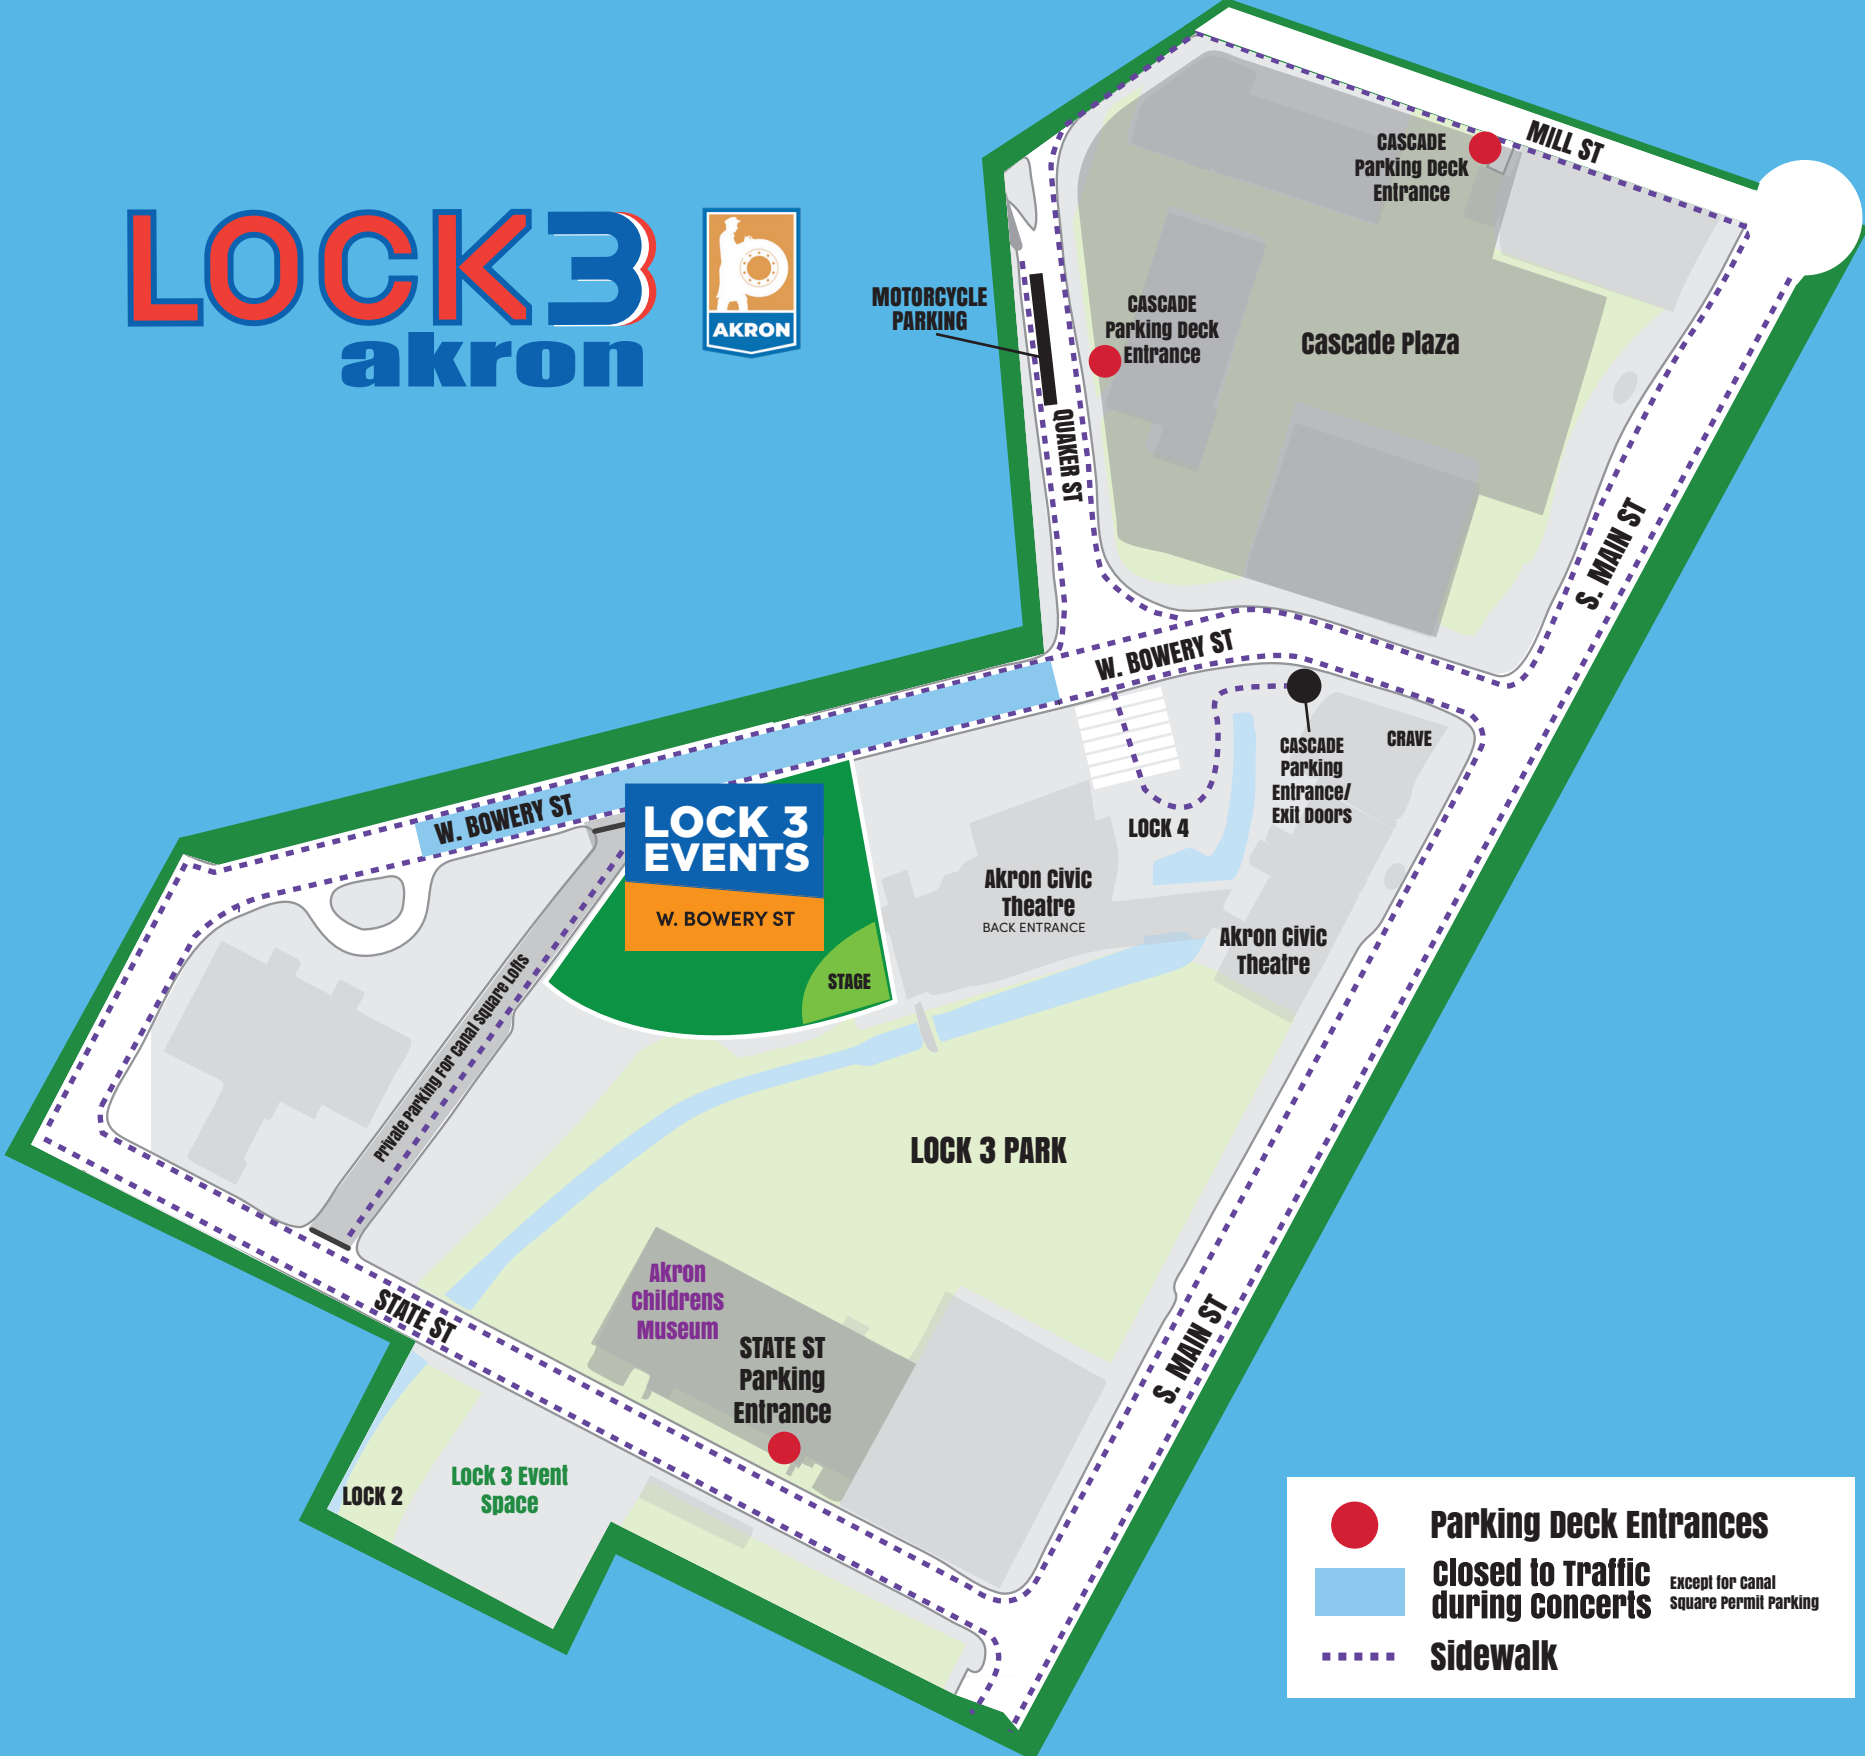 LOCK3
akron
AKRON
MILL ST
CASCADE
Parking Deck
Entrance
MOTORCYCLE
PARKING
CASCADE
Parking Deck
Entrance
Cascade Plaza
QUAKER ST
S. MAIN ST
W. BOWERY ST
CASCADE
Parking
Entrance/
Exit Doors
CRAVE
LOCK 4
W. BOWERY ST
LOCK 3
EVENTS
W. BOWERY ST
STAGE
Akron Civic
Theatre
BACK ENTRANCE
Akron Civic
Theatre
Private Parking For Canal Square Lofts
LOCK 3 PARK
Akron
Childrens
Museum
STATE ST
Parking
Entrance
STATE ST
S. MAIN ST
LOCK 2
Lock 3 Event
Space
Parking Deck Entrances
Closed to Traffic
during Concerts
Except for Canal
Square Permit Parking
Sidewalk